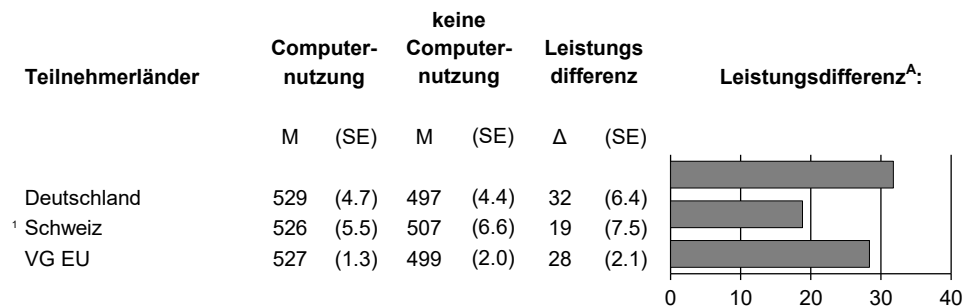 keine
Computer- Computer- Leistungs
Teilnehmerländer nutzung nutzung differenz Leistungsdifferenz^A:
M (SE) M (SE) Δ (SE)
Deutschland 529 (4.7) 497 (4.4) 32 (6.4)
¹ Schweiz 526 (5.5) 507 (6.6) 19 (7.5)
VG EU 527 (1.3) 499 (2.0) 28 (2.1)
0 10 20 30 40